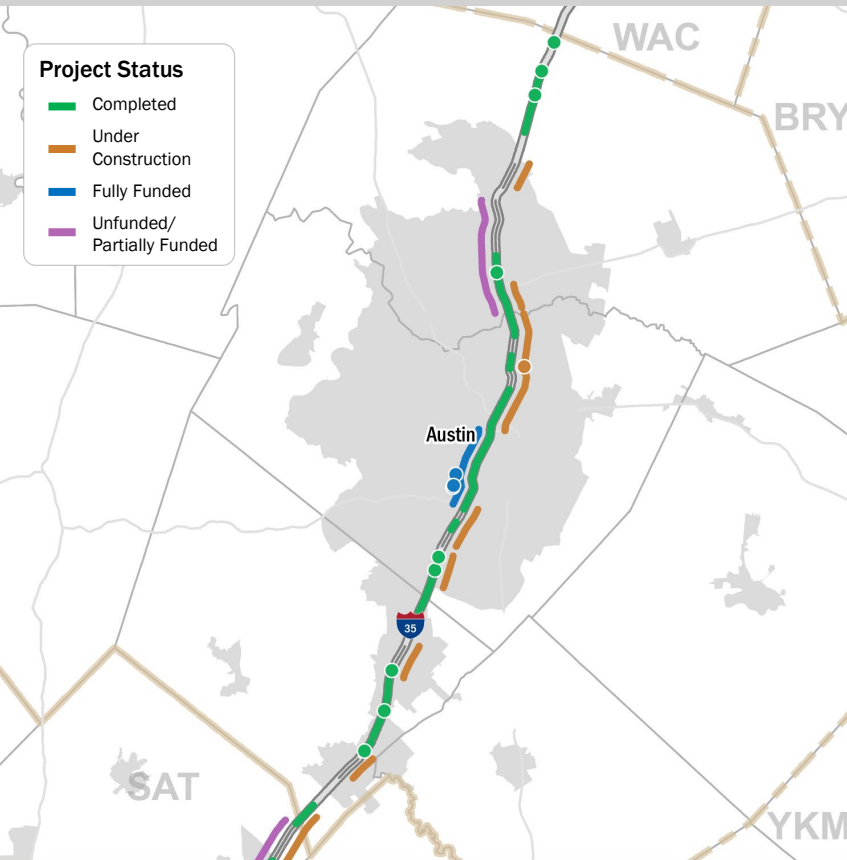 WAC
Project Status
Completed
Under
Construction
BRY
Fully Funded
Unfunded/
Partially Funded
Austin
35
SAT
YKM